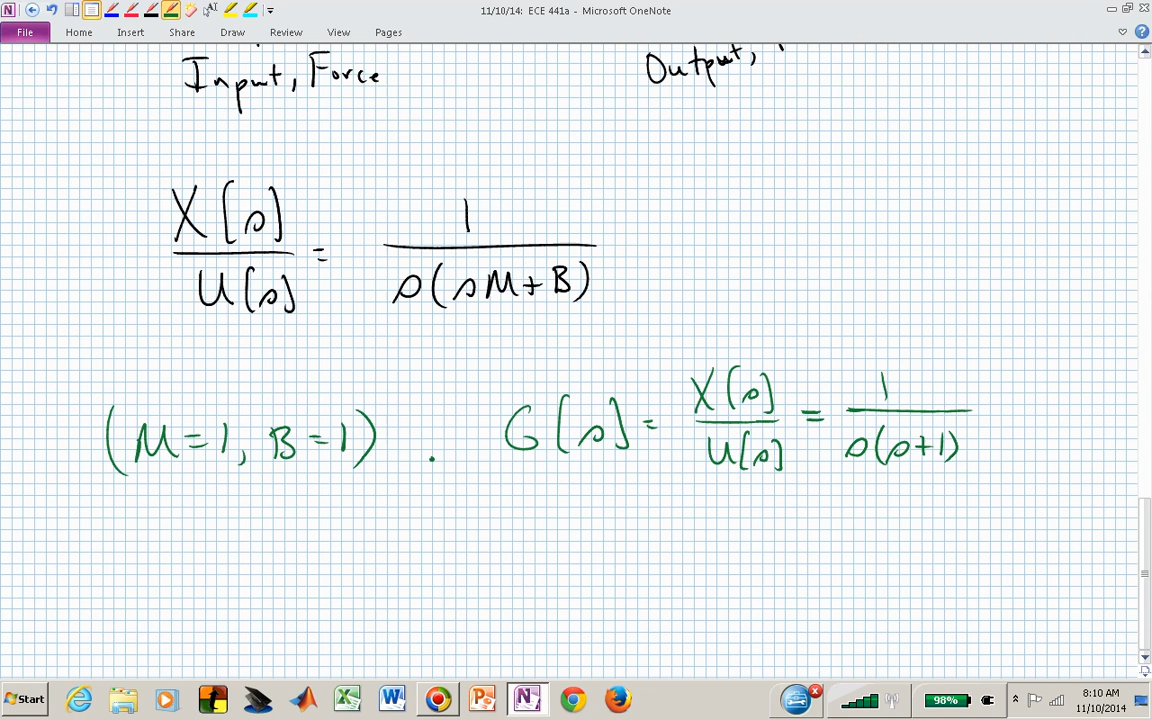 11/10/14: ECE 441a - Microsoft OneNote
File Home Insert Share Draw Review View Pages
Input, Force
Output,
X(s)/U(s) = 1/(s(sM+B))
(M=1, B=1). G(s) = X(s)/U(s) = 1/(s(s+1))
Start
98%
8:10 AM
11/10/2014